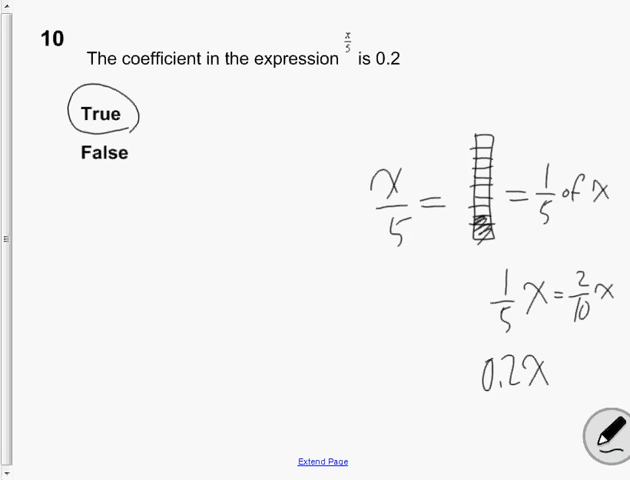 10
The coefficient in the expression x/5 is 0.2
True
False
x/5 = = 1/5 of x
1/5 x = 2/10 x
0.2x
Extend Page